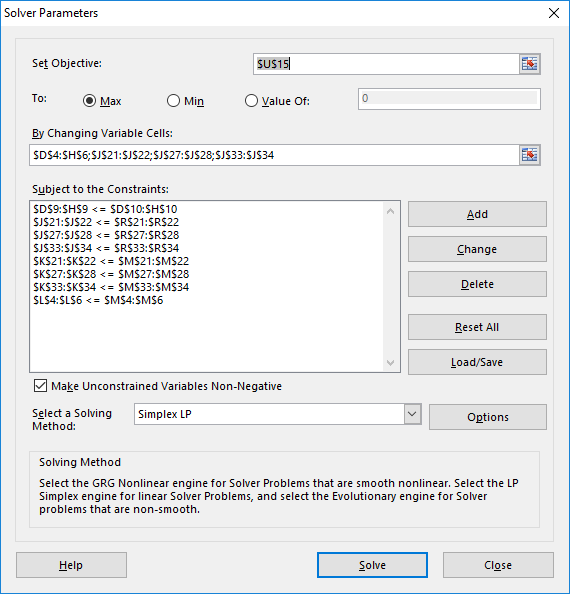 Solver Parameters
Set Objective:
$U$15
To:
Max
Min
Value Of:
0
By Changing Variable Cells:
$D$4:$H$6;$J$21:$J$22;$J$27:$J$28;$J$33:$J$34
Subject to the Constraints:
$D$9:$H$9 <= $D$10:$H$10
$J$21:$J$22 <= $R$21:$R$22
$J$27:$J$28 <= $R$27:$R$28
$J$33:$J$34 <= $R$33:$R$34
$K$21:$K$22 <= $M$21:$M$22
$K$27:$K$28 <= $M$27:$M$28
$K$33:$K$34 <= $M$33:$M$34
$L$4:$L$6 <= $M$4:$M$6
Add
Change
Delete
Reset All
Load/Save
Make Unconstrained Variables Non-Negative
Select a Solving
Method:
Simplex LP
Options
Solving Method
Select the GRG Nonlinear engine for Solver Problems that are smooth nonlinear. Select the LP
Simplex engine for linear Solver Problems, and select the Evolutionary engine for Solver
problems that are non-smooth.
Help
Solve
Close